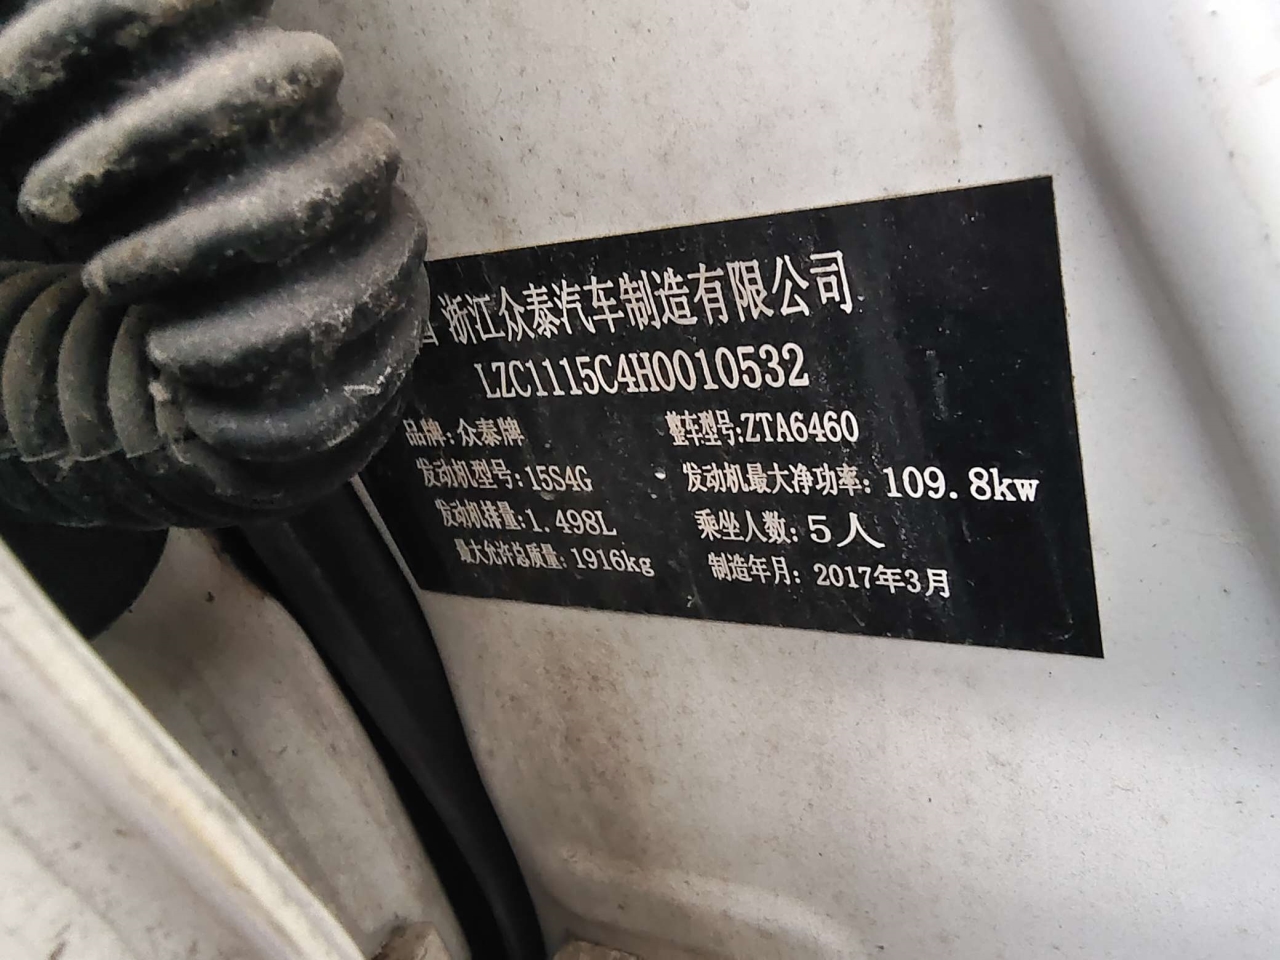 浙江众泰汽车制造有限公司
LZC1115C4H0010532
品牌:众泰牌 整车型号:ZTA6460
发动机型号:15S4G 发动机最大净功率:109.8kw
发动机排量:1.498L 乘坐人数:5人
最大允许总质量:1916kg 制造年月:2017年3月